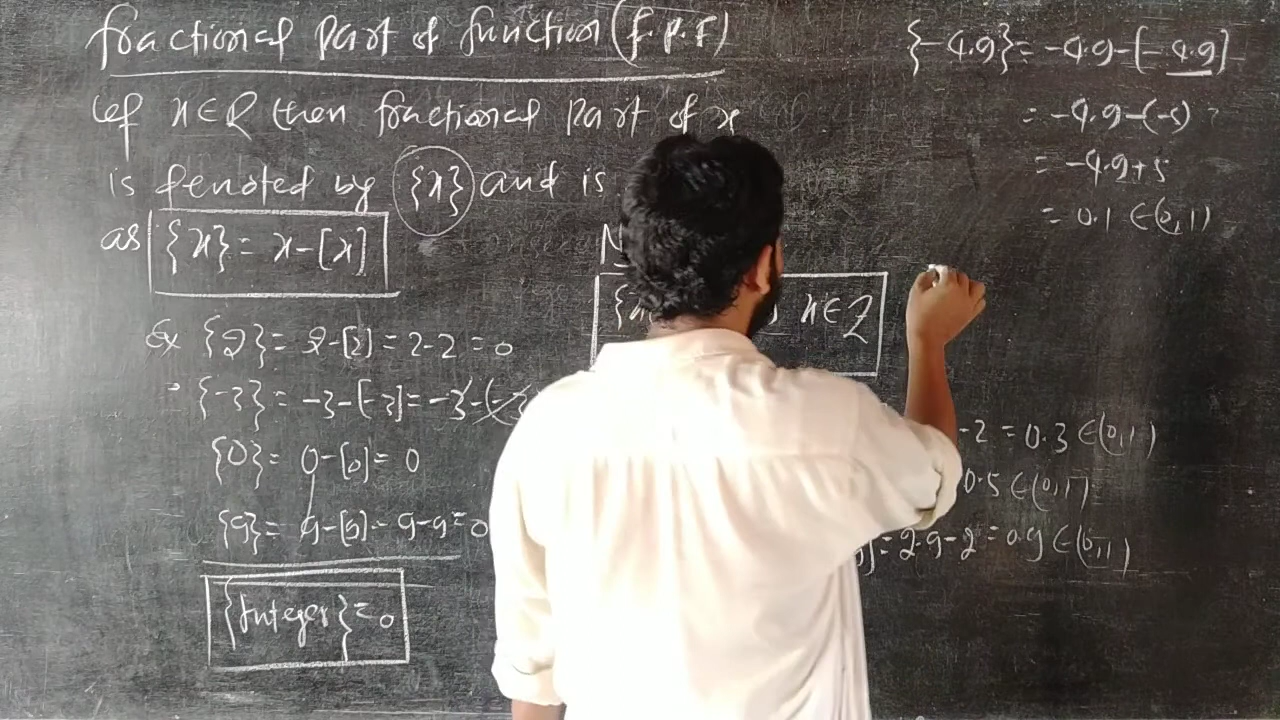 fractional part of function (f.p.f)
Let x∈R then fractional part of x
is denoted by {x} and is
as {x} = x-[x]
Ex {2} = 2-[2] = 2-2 = 0
{-3} = -3-[-3] = -3-(-3
{0} = 0-[0] = 0
{9} = 9-[9] = 9-9 = 0
{Integer} = 0
N
x∈Z
-2 = 0.3 ∈(0,1)
0.5 ∈(0,1)
] = 2.9-2 = 0.9 ∈(0,1)
{-4.9} = -4.9-[-4.9]
= -4.9-(-5)
= -4.9+5
= 0.1 ∈(0,1)